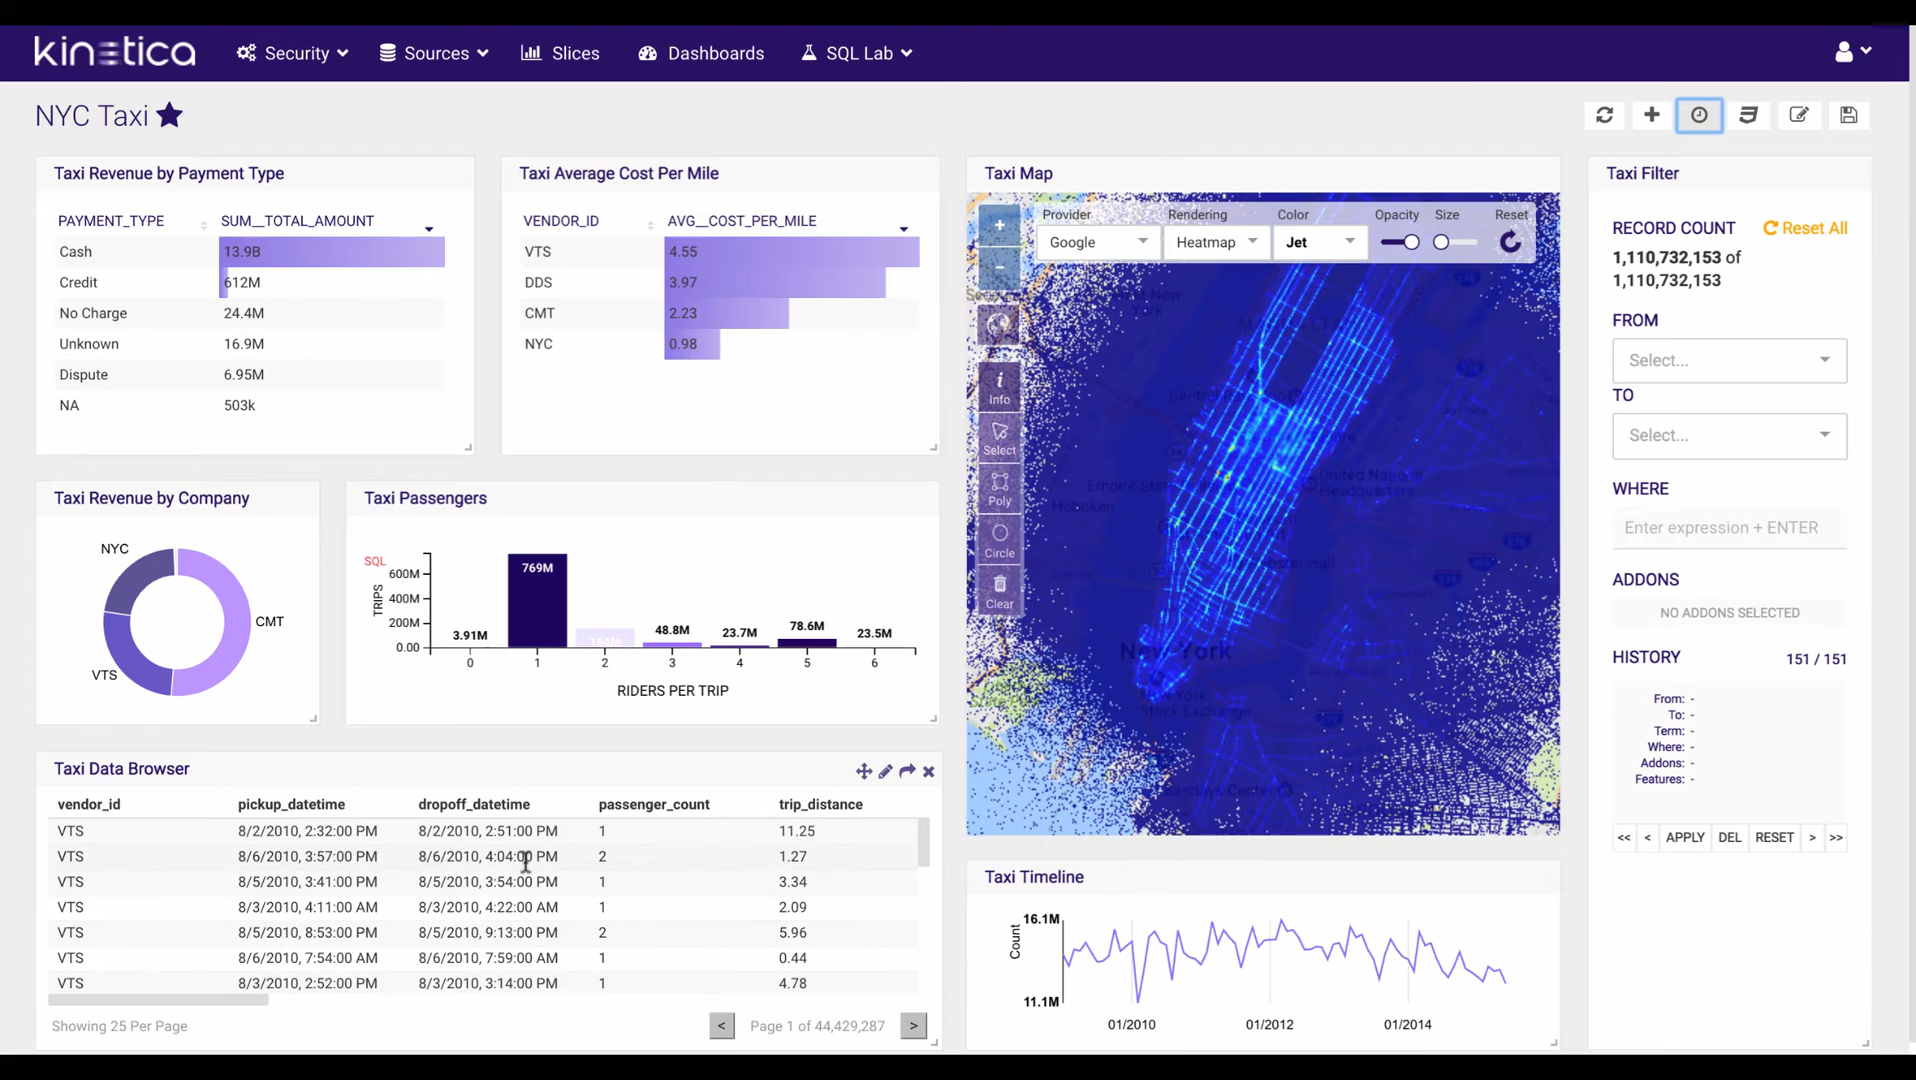 kinetica
Security
Sources
Slices
Dashboards
SQL Lab
NYC Taxi
Taxi Revenue by Payment Type
PAYMENT_TYPE SUM__TOTAL_AMOUNT
Cash 13.9B
Credit 612M
No Charge 24.4M
Unknown 16.9M
Dispute 6.95M
NA 503k
Taxi Average Cost Per Mile
VENDOR_ID AVG__COST_PER_MILE
VTS 4.55
DDS 3.97
CMT 2.23
NYC 0.98
Taxi Revenue by Company
NYC
CMT
VTS
Taxi Passengers
SQL
TRIPS
600M
400M
200M
0.00
3.91M
769M
164M
48.8M
23.7M
78.6M
23.5M
0 1 2 3 4 5 6
RIDERS PER TRIP
Taxi Data Browser
vendor_id pickup_datetime dropoff_datetime passenger_count trip_distance
VTS 8/2/2010, 2:32:00 PM 8/2/2010, 2:51:00 PM 1 11.25
VTS 8/6/2010, 3:57:00 PM 8/6/2010, 4:04:00 PM 2 1.27
VTS 8/5/2010, 3:41:00 PM 8/5/2010, 3:54:00 PM 1 3.34
VTS 8/3/2010, 4:11:00 AM 8/3/2010, 4:22:00 AM 1 2.09
VTS 8/5/2010, 8:53:00 PM 8/5/2010, 9:13:00 PM 2 5.96
VTS 8/6/2010, 7:54:00 AM 8/6/2010, 7:59:00 AM 1 0.44
VTS 8/3/2010, 2:52:00 PM 8/3/2010, 3:14:00 PM 1 4.78
Showing 25 Per Page
< Page 1 of 44,429,287 >
Taxi Map
+
−
Provider Rendering Color Opacity Size Reset
Google Heatmap Jet
Info
Select
Poly
Circle
Clear
United Nations
Headquarters
Hoboken
New York
New York
Stock Exchange
Barclays Center
Taxi Timeline
Count
16.1M
11.1M
01/2010 01/2012 01/2014
Taxi Filter
RECORD COUNT Reset All
1,110,732,153 of
1,110,732,153
FROM
Select...
TO
Select...
WHERE
Enter expression + ENTER
ADDONS
NO ADDONS SELECTED
HISTORY 151 / 151
From: -
To: -
Term: -
Where: -
Addons: -
Features: -
<< < APPLY DEL RESET > >>